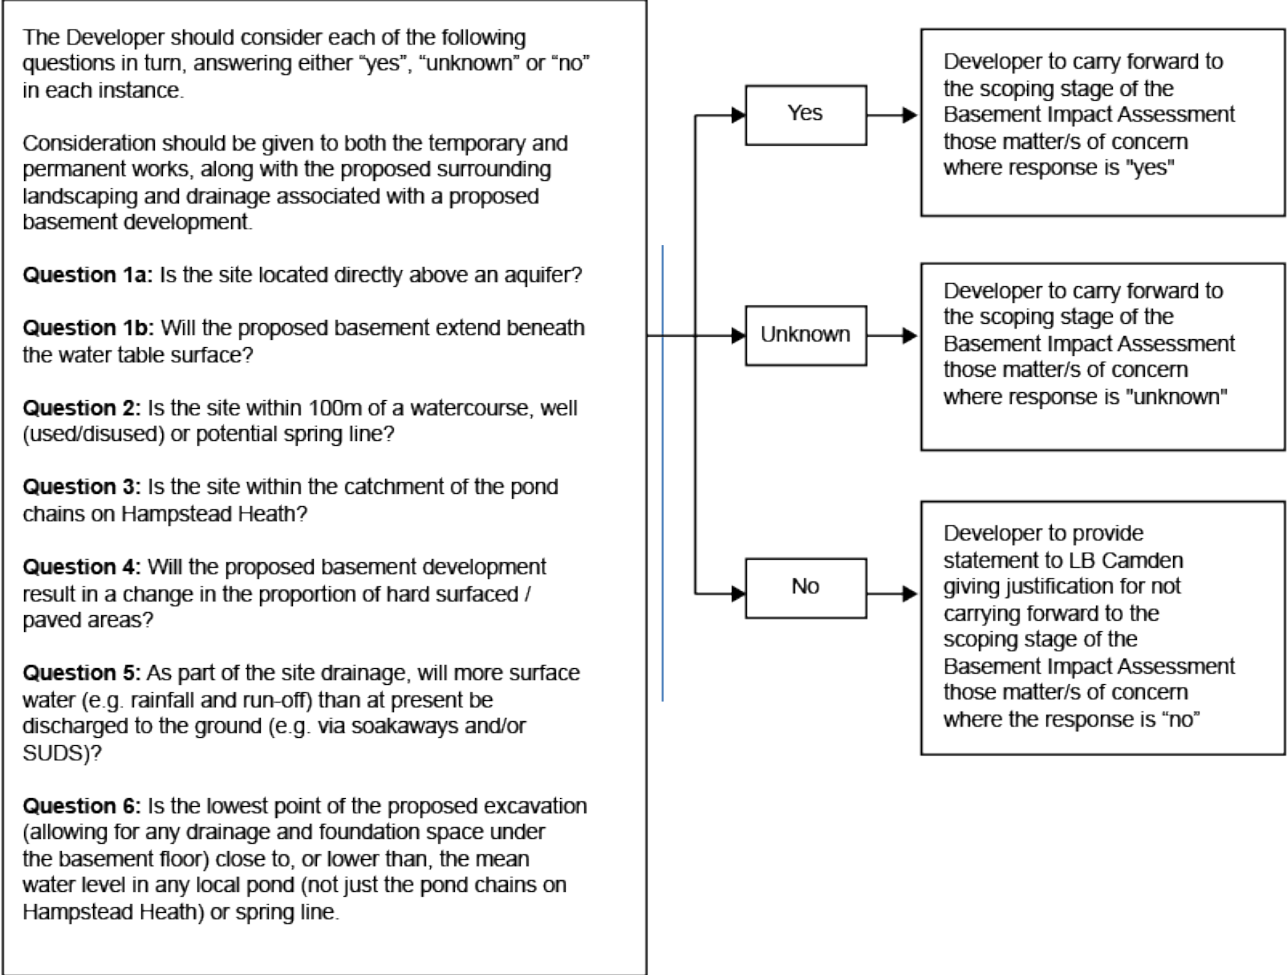 The Developer should consider each of the following
questions in turn, answering either “yes”, “unknown” or “no”
in each instance.
Consideration should be given to both the temporary and
permanent works, along with the proposed surrounding
landscaping and drainage associated with a proposed
basement development.
Question 1a: Is the site located directly above an aquifer?
Question 1b: Will the proposed basement extend beneath
the water table surface?
Question 2: Is the site within 100m of a watercourse, well
(used/disused) or potential spring line?
Question 3: Is the site within the catchment of the pond
chains on Hampstead Heath?
Question 4: Will the proposed basement development
result in a change in the proportion of hard surfaced /
paved areas?
Question 5: As part of the site drainage, will more surface
water (e.g. rainfall and run-off) than at present be
discharged to the ground (e.g. via soakaways and/or
SUDS)?
Question 6: Is the lowest point of the proposed excavation
(allowing for any drainage and foundation space under
the basement floor) close to, or lower than, the mean
water level in any local pond (not just the pond chains on
Hampstead Heath) or spring line.
Yes
Developer to carry forward to
the scoping stage of the
Basement Impact Assessment
those matter/s of concern
where response is "yes"
Unknown
Developer to carry forward to
the scoping stage of the
Basement Impact Assessment
those matter/s of concern
where response is "unknown"
No
Developer to provide
statement to LB Camden
giving justification for not
carrying forward to the
scoping stage of the
Basement Impact Assessment
those matter/s of concern
where the response is “no”